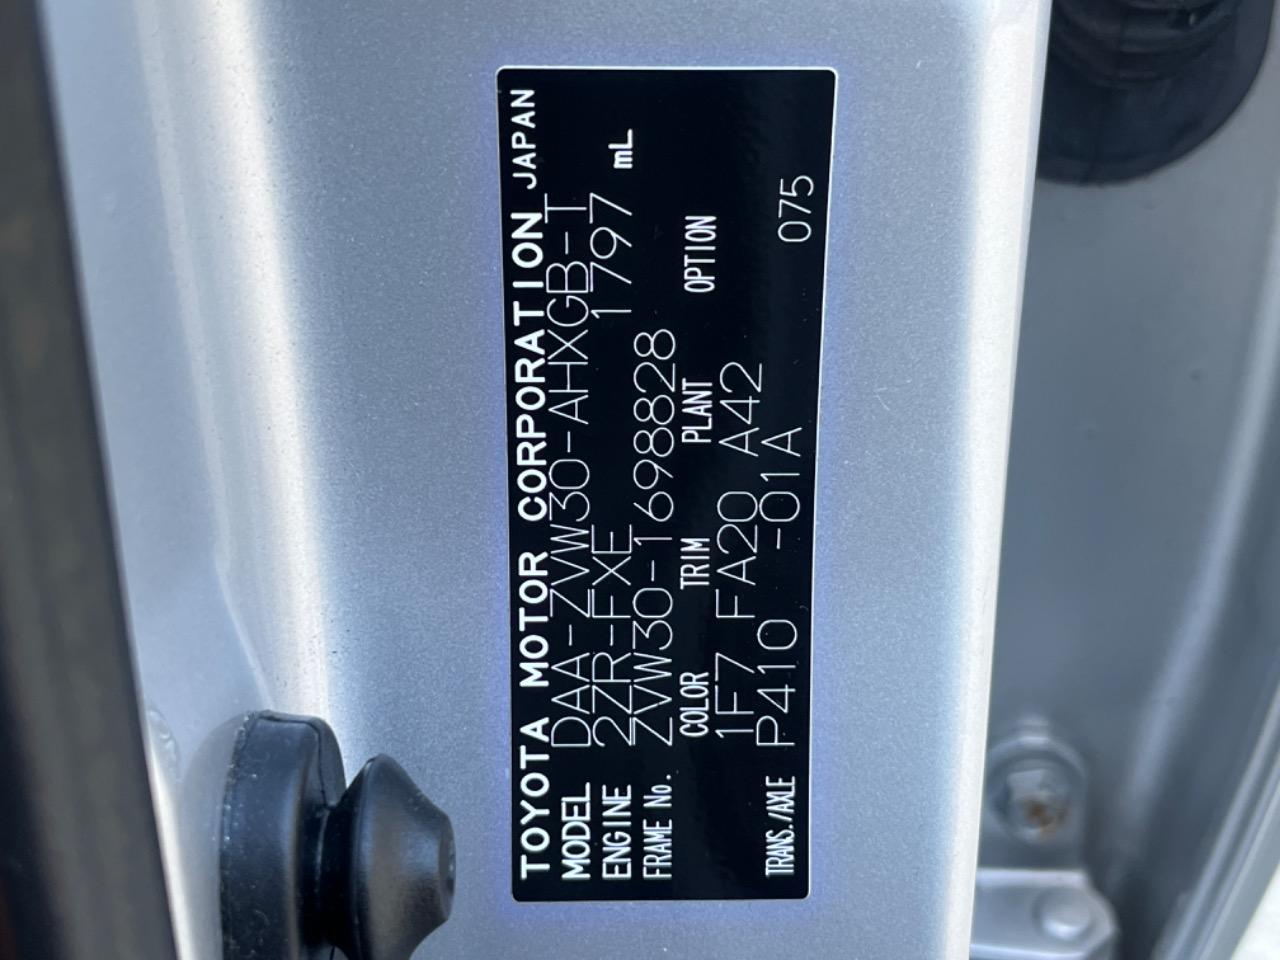 TOYOTA MOTOR CORPORATION JAPAN
MODEL DAA-ZVW30-AHXGB-T
ENGINE 2ZR-FXE 1797 mL
FRAME No. ZVW30-1698828
COLOR TRIM PLANT OPTION
1F7 FA20 A42
TRANS./AXLE P410 -01A 075